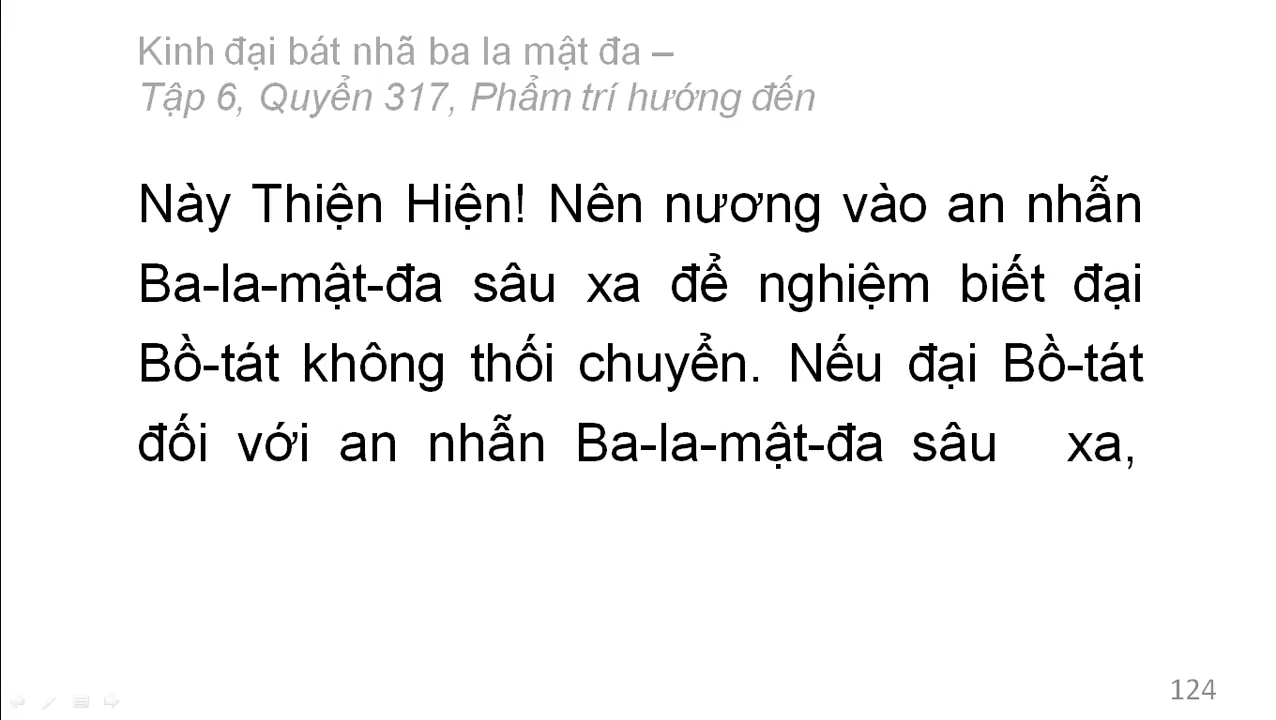 Kinh đại bát nhã ba la mật đa –
Tập 6, Quyển 317, Phẩm trí hướng đến
Này Thiện Hiện! Nên nương vào an nhẫn
Ba-la-mật-đa sâu xa để nghiệm biết đại
Bồ-tát không thối chuyển. Nếu đại Bồ-tát
đối với an nhẫn Ba-la-mật-đa sâu xa,
124